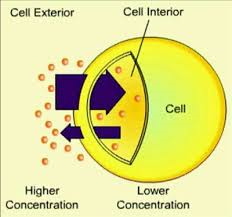 Cell Exterior
Cell Interior
Cell
Higher
Concentration
Lower
Concentration